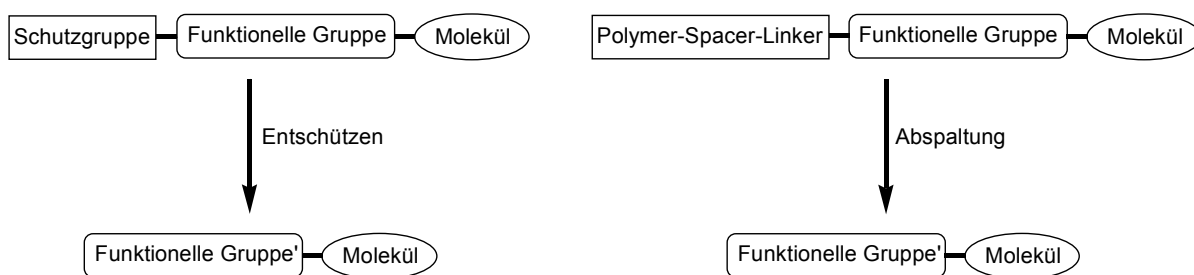 Schutzgruppe Funktionelle Gruppe Molekül
Entschützen
Funktionelle Gruppe' Molekül
Polymer-Spacer-Linker Funktionelle Gruppe Molekül
Abspaltung
Funktionelle Gruppe' Molekül